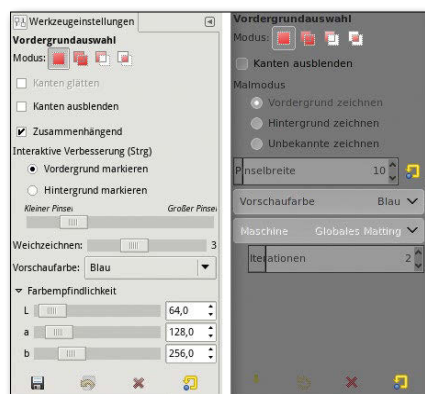 Werkzeugeinstellungen
Vordergrundauswahl
Modus:
Kanten glätten
Kanten ausblenden
Zusammenhängend
Interaktive Verbesserung (Strg)
Vordergrund markieren
Hintergrund markieren
Kleiner Pinsel Großer Pinsel
Weichzeichnen: 3
Vorschaufarbe: Blau
Farbempfindlichkeit
L 64,0
a 128,0
b 256,0
Vordergrundauswahl
Modus:
Kanten ausblenden
Malmodus
Vordergrund zeichnen
Hintergrund zeichnen
Unbekannte zeichnen
Pinselbreite 10
Vorschaufarbe Blau
Maschine Globales Matting
Iterationen 2